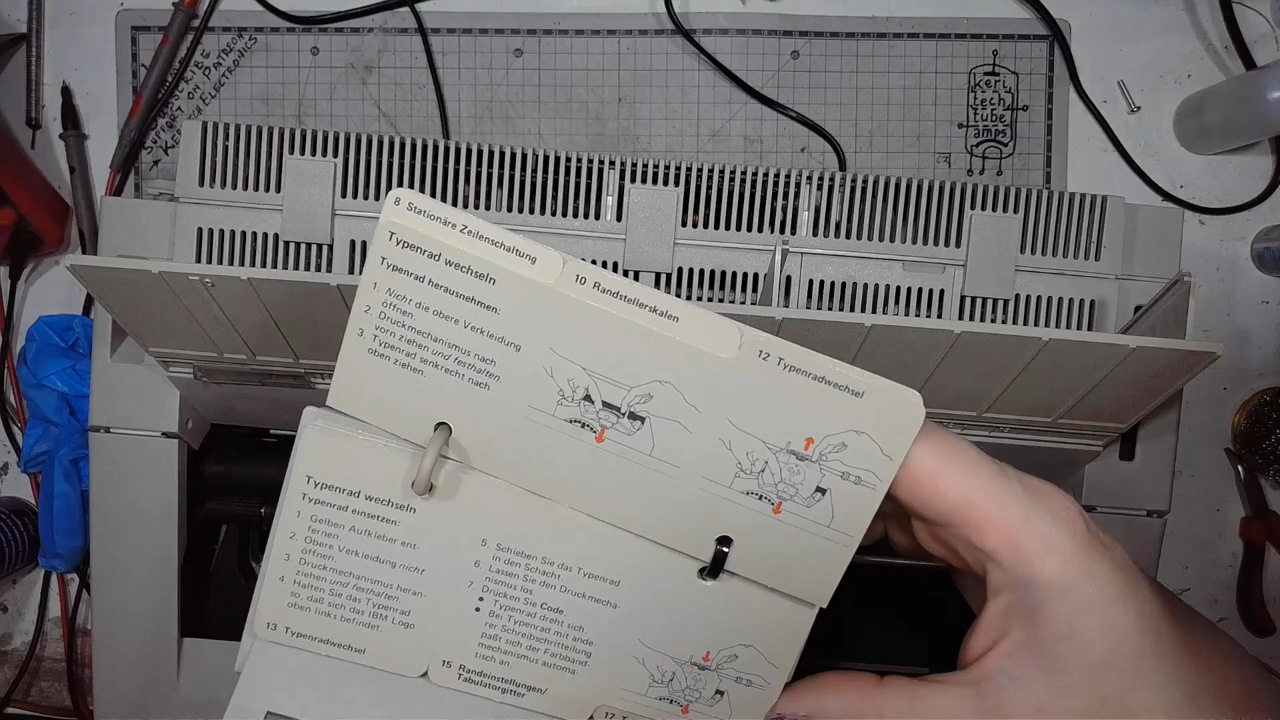 SUBSCRIBE
SUPPORT ON PATREON
KERI TECH ELECTRONICS
keri
tech
tube
amps
8 Stationäre Zeilenschaltung
10 Randstellerskalen
12 Typenradwechsel
Typenrad wechseln
Typenrad herausnehmen:
1. Nicht die obere Verkleidung
öffnen.
2. Druckmechanismus nach
vorn ziehen und festhalten.
3. Typenrad senkrecht nach
oben ziehen.
Typenrad wechseln
Typenrad einsetzen:
1. Gelben Aufkleber ent-
fernen.
2. Obere Verkleidung nicht
öffnen.
3. Druckmechanismus heran-
ziehen und festhalten.
4. Halten Sie das Typenrad
so, daß sich das IBM Logo
oben links befindet.
5. Schieben Sie das Typenrad
in den Schacht.
6. Lassen Sie den Druckmecha-
nismus los.
7. Drücken Sie Code
• Typenrad dreht sich.
• Bei Typenrad mit ande-
rer Schreibschrittteilung
paßt sich der Farbband-
mechanismus automa-
tisch an.
13 Typenradwechsel
15 Randeinstellungen/
Tabulatorgitter
17